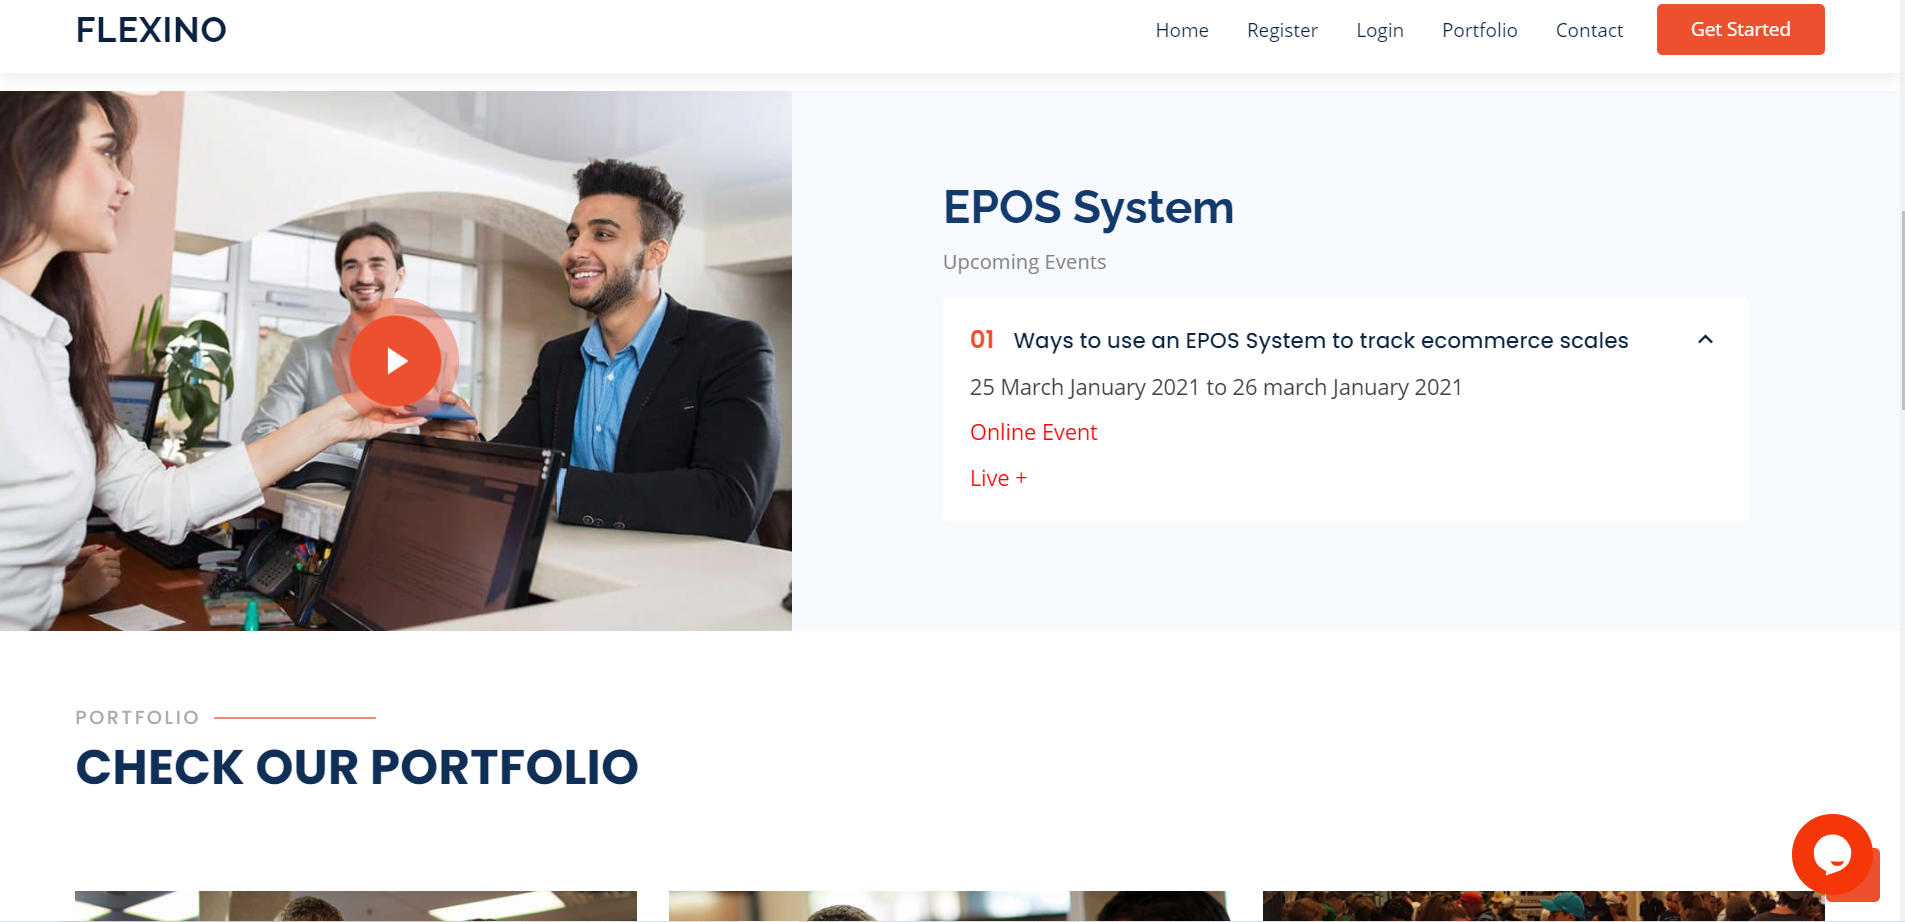 FLEXINO
Home Register Login Portfolio Contact Get Started
EPOS System
Upcoming Events
01 Ways to use an EPOS System to track ecommerce scales
25 March January 2021 to 26 march January 2021
Online Event
Live +
PORTFOLIO
CHECK OUR PORTFOLIO